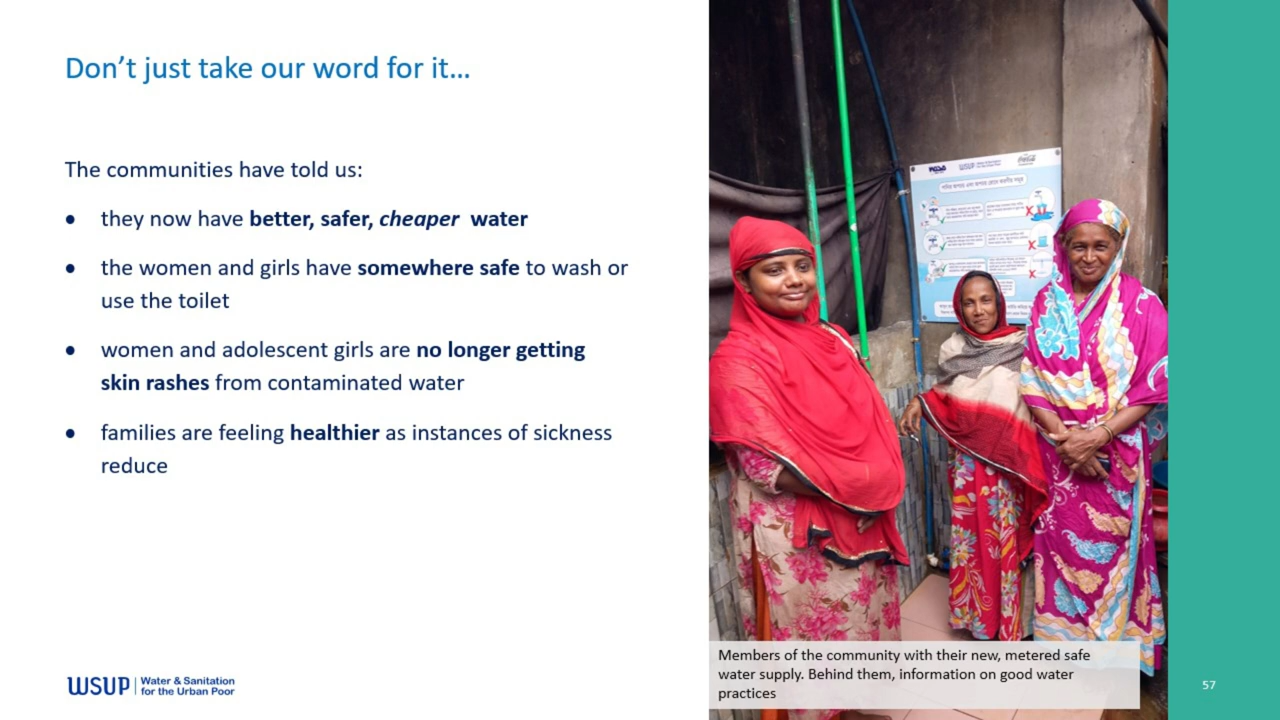 Don’t just take our word for it…
The communities have told us:
● they now have better, safer, cheaper water
● the women and girls have somewhere safe to wash or
use the toilet
● women and adolescent girls are no longer getting
skin rashes from contaminated water
● families are feeling healthier as instances of sickness
reduce
WSUP | Water & Sanitation
for the Urban Poor
Members of the community with their new, metered safe
water supply. Behind them, information on good water
practices
57